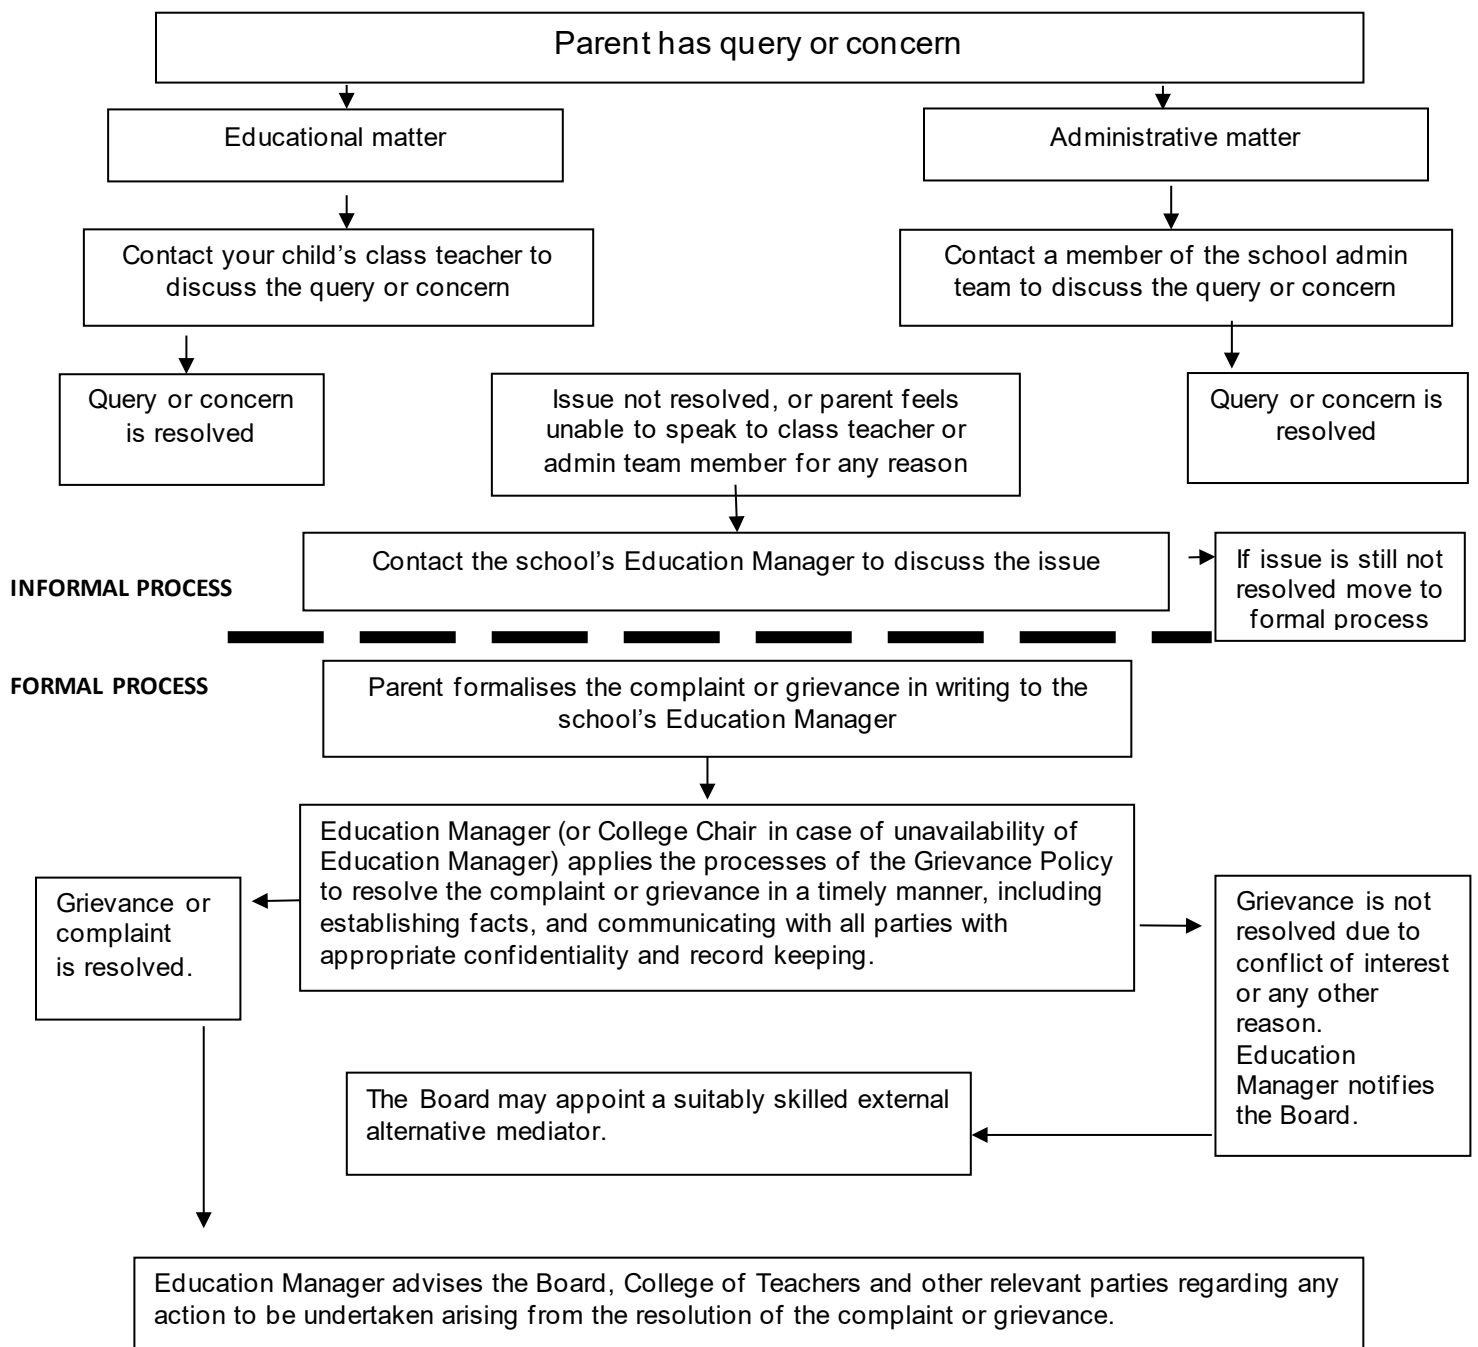 Parent has query or concern
Educational matter
Administrative matter
Contact your child’s class teacher to
discuss the query or concern
Contact a member of the school admin
team to discuss the query or concern
Query or concern
is resolved
Issue not resolved, or parent feels
unable to speak to class teacher or
admin team member for any reason
Query or concern is
resolved
Contact the school’s Education Manager to discuss the issue
If issue is still not
resolved move to
formal process
INFORMAL PROCESS
FORMAL PROCESS
Parent formalises the complaint or grievance in writing to the
school’s Education Manager
Education Manager (or College Chair in case of unavailability of
Education Manager) applies the processes of the Grievance Policy
to resolve the complaint or grievance in a timely manner, including
establishing facts, and communicating with all parties with
appropriate confidentiality and record keeping.
Grievance or
complaint
is resolved.
Grievance is not
resolved due to
conflict of interest
or any other
reason.
Education
Manager notifies
the Board.
The Board may appoint a suitably skilled external
alternative mediator.
Education Manager advises the Board, College of Teachers and other relevant parties regarding any
action to be undertaken arising from the resolution of the complaint or grievance.